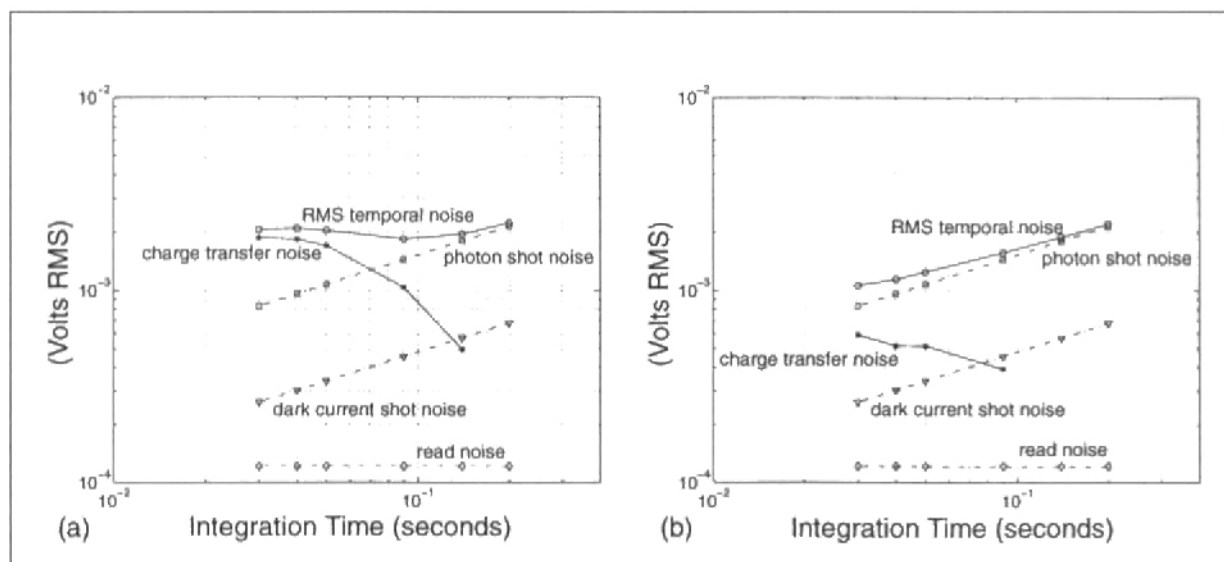 10⁻²
RMS temporal noise
charge transfer noise
photon shot noise
10⁻³
dark current shot noise
read noise
10⁻⁴
10⁻²
10⁻¹
(Volts RMS)
(a) Integration Time (seconds)
10⁻²
RMS temporal noise
photon shot noise
10⁻³
charge transfer noise
dark current shot noise
read noise
10⁻⁴
10⁻²
10⁻¹
(Volts RMS)
(b) Integration Time (seconds)